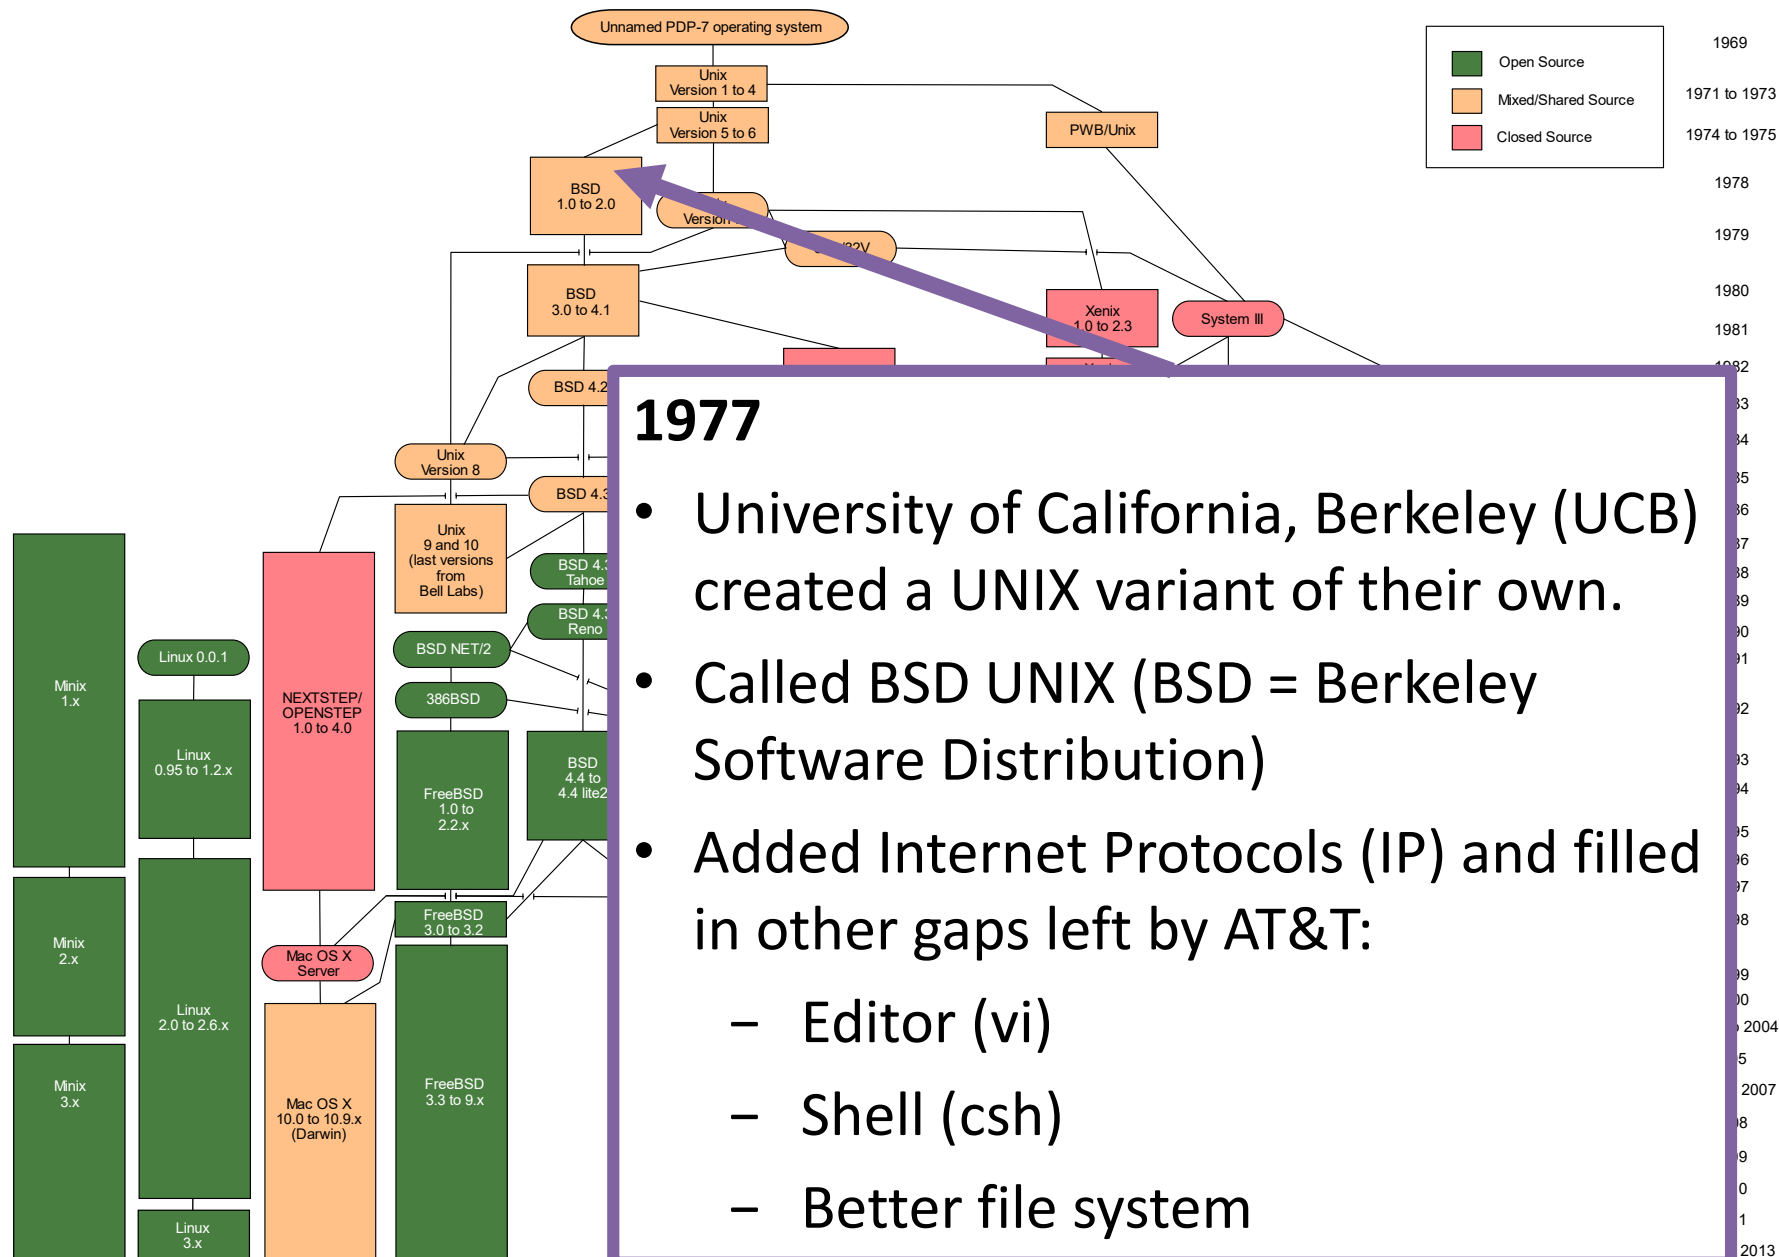 Unnamed PDP-7 operating system
Open Source
Mixed/Shared Source
Closed Source
1969
1971 to 1973
1974 to 1975
1978
1979
1980
1981
Unix
Version 1 to 4
Unix
Version 5 to 6
PWB/Unix
BSD
1.0 to 2.0
BSD
3.0 to 4.1
Xenix
1.0 to 2.3
System III
BSD 4.2
Unix
Version 8
BSD 4.3
Unix
9 and 10
(last versions
from
Bell Labs)
BSD 4.3
Tahoe
BSD 4.3
Reno
BSD NET/2
386BSD
BSD
4.4 to
4.4 lite2
FreeBSD
1.0 to
2.2.x
FreeBSD
3.0 to 3.2
FreeBSD
3.3 to 9.x
NEXTSTEP/
OPENSTEP
1.0 to 4.0
Mac OS X
Server
Mac OS X
10.0 to 10.9.x
(Darwin)
Linux 0.0.1
Linux
0.95 to 1.2.x
Linux
2.0 to 2.6.x
Linux
3.x
Minix
1.x
Minix
2.x
Minix
3.x
1977
• University of California, Berkeley (UCB)
created a UNIX variant of their own.
• Called BSD UNIX (BSD = Berkeley
Software Distribution)
• Added Internet Protocols (IP) and filled
in other gaps left by AT&T:
– Editor (vi)
– Shell (csh)
– Better file system
2004
2007
2013